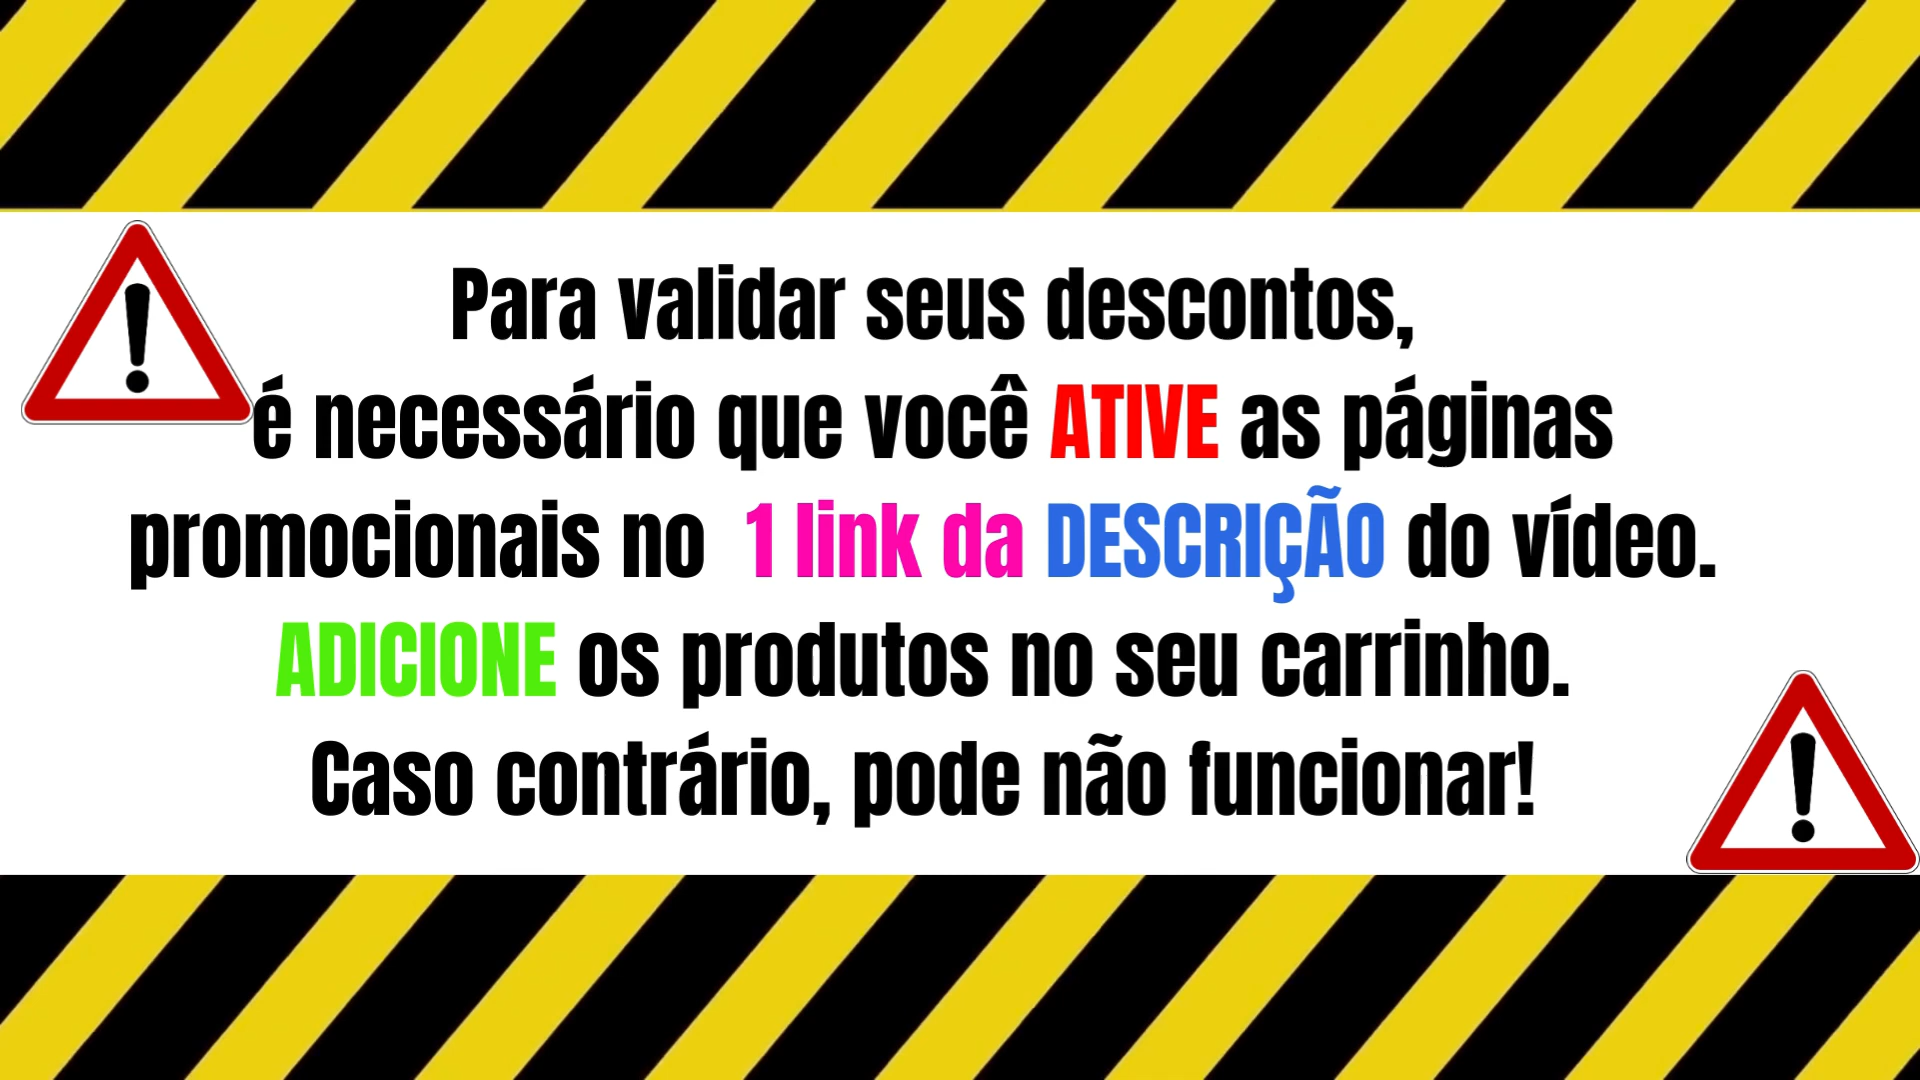 Para validar seus descontos,
é necessário que você ATIVE as páginas
promocionais no 1 link da DESCRIÇÃO do vídeo.
ADICIONE os produtos no seu carrinho.
Caso contrário, pode não funcionar!